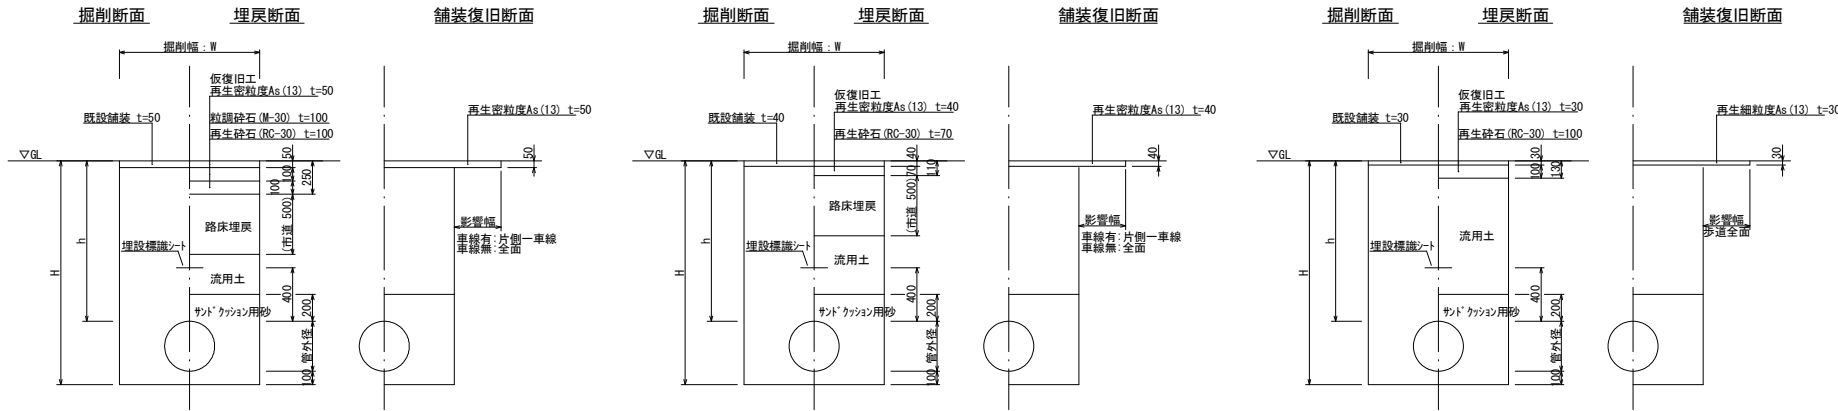 掘削断面
埋戻断面
舗装復旧断面
掘削幅：W
仮復旧工
再生密粒度As(13) t=50
既設舗装 t=50
粒調砕石(M-30) t=100
再生砕石(RC-30) t=100
再生密粒度As(13) t=50
▽GL
50
100
100
250
50
路床埋戻
(市道 500)
影響幅
車線有:片側一車線
車線無:全面
埋設標識シート
流用土
h
H
400
200
サンドクッション用砂
管外径
100
掘削断面
埋戻断面
舗装復旧断面
掘削幅：W
仮復旧工
再生密粒度As(13) t=40
既設舗装 t=40
再生砕石(RC-30) t=70
再生密粒度As(13) t=40
▽GL
40
70
110
40
路床埋戻
(市道 500)
影響幅
車線有:片側一車線
車線無:全面
埋設標識シート
流用土
h
H
400
200
サンドクッション用砂
管外径
100
掘削断面
埋戻断面
舗装復旧断面
掘削幅：W
仮復旧工
再生密粒度As(13) t=30
既設舗装 t=30
再生砕石(RC-30) t=100
再生細粒度As(13) t=30
▽GL
30
100
130
30
影響幅
歩道全面
流用土
埋設標識シート
h
H
400
200
サンドクッション用砂
管外径
100